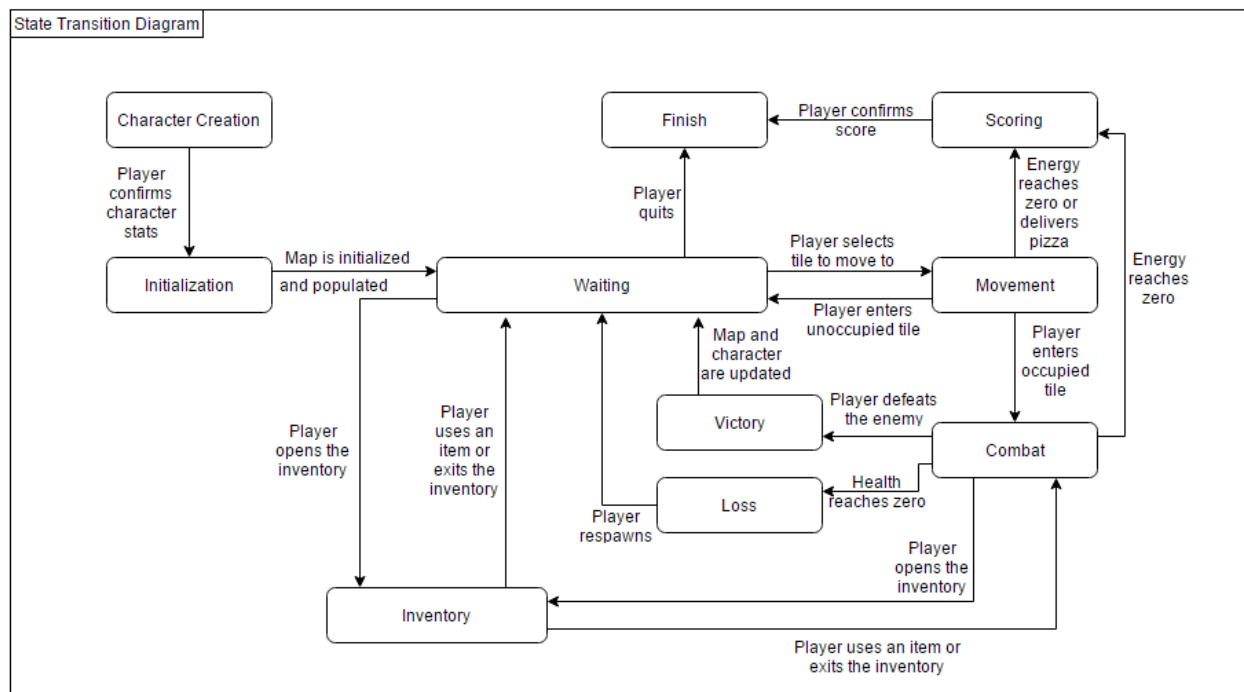 State Transition Diagram
Character Creation
Finish
Player confirms
score
Scoring
Player
confirms
character
stats
Player
quits
Energy
reaches
zero or
delivers
pizza
Initialization
Map is initialized
and populated
Waiting
Player selects
tile to move to
Movement
Energy
reaches
zero
Player enters
unoccupied tile
Map and
character
are updated
Player
enters
occupied
tile
Victory
Player defeats
the enemy
Combat
Player
opens the
inventory
Player
uses an
item or
exits the
inventory
Loss
Health
reaches zero
Player
respawns
Player
opens the
inventory
Inventory
Player uses an item or
exits the inventory